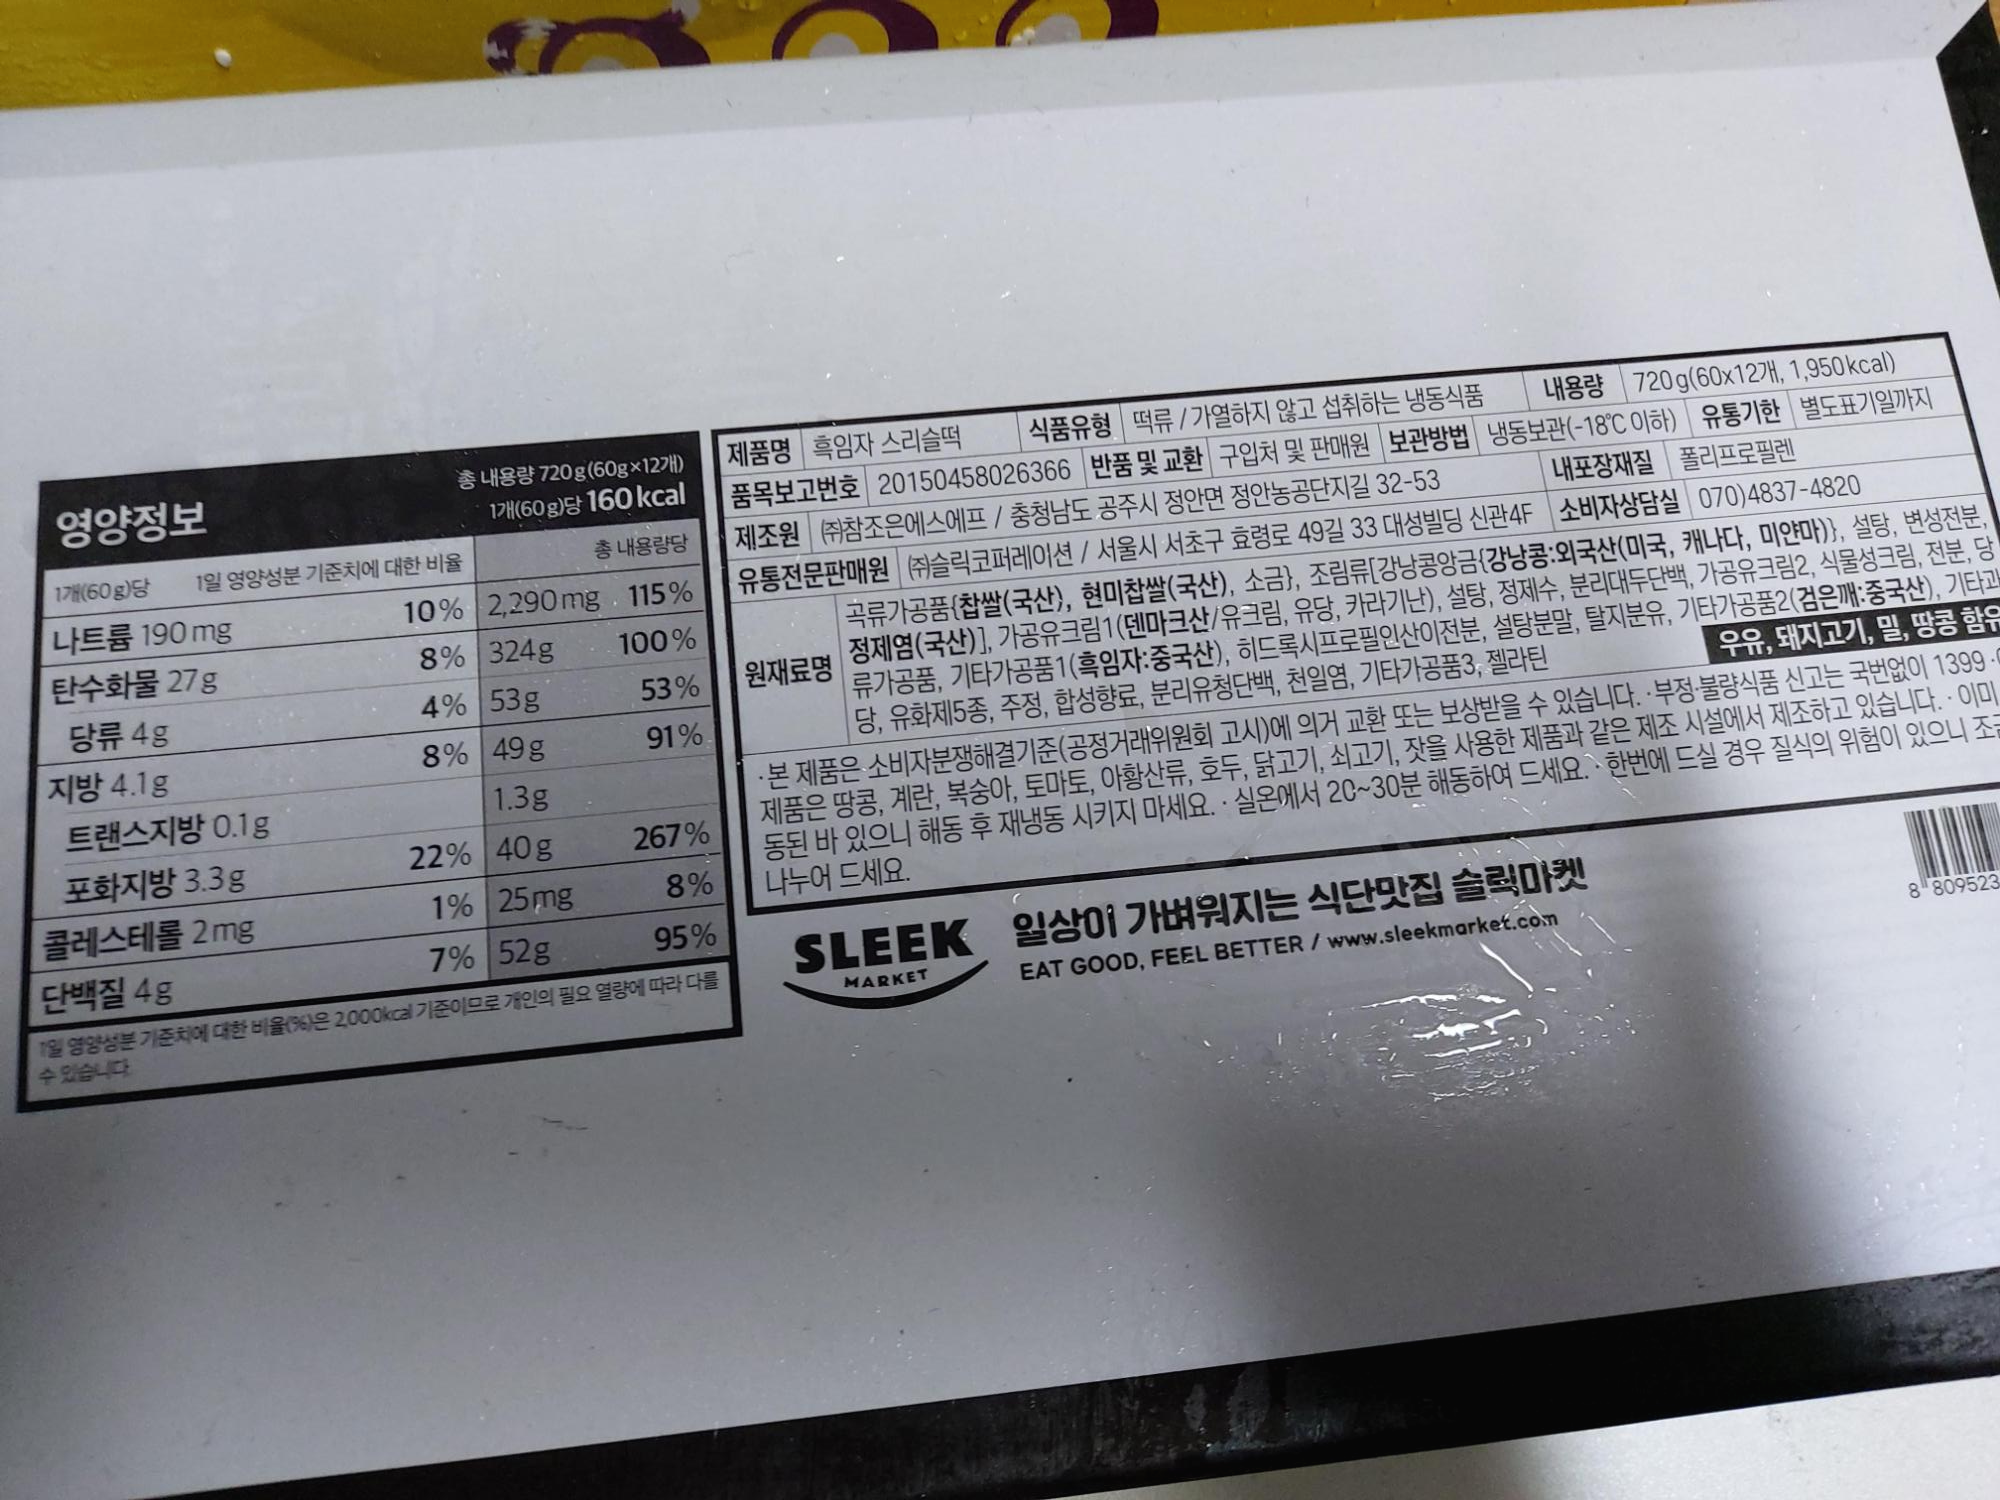 영양정보
총 내용량 720g(60g×12개)
1개(60g)당 160 kcal
1개(60g)당 1일 영양성분 기준치에 대한 비율 총 내용량당
나트륨 190mg 10% 2,290mg 115%
탄수화물 27g 8% 324g 100%
당류 4g 4% 53g 53%
지방 4.1g 8% 49g 91%
트랜스지방 0.1g 1.3g
포화지방 3.3g 22% 40g 267%
콜레스테롤 2mg 1% 25mg 8%
단백질 4g 7% 52g 95%
1일 영양성분 기준치에 대한 비율(%)은 2,000kcal 기준이므로 개인의 필요 열량에 따라 다를
수 있습니다.
제품명 흑임자 스리슬떡 식품유형 떡류 / 가열하지 않고 섭취하는 냉동식품 내용량 720g(60x12개, 1,950kcal)
품목보고번호 20150458026366 반품 및 교환 구입처 및 판매원 보관방법 냉동보관(-18℃ 이하) 유통기한 별도표기일까지
제조원 ㈜참조은에스에프 / 충청남도 공주시 정안면 정안농공단지길 32-53 내포장재질 폴리프로필렌
유통전문판매원 ㈜슬릭코퍼레이션 / 서울시 서초구 효령로 49길 33 대성빌딩 신관4F 소비자상담실 070)4837-4820
원재료명
곡류가공품{찹쌀(국산), 현미찹쌀(국산), 소금}, 조림류[강낭콩앙금{강낭콩:외국산(미국, 캐나다, 미얀마)}, 설탕, 변성전분,
정제염(국산)], 가공유크림1(덴마크산/유크림, 유당, 카라기난), 설탕, 정제수, 분리대두단백, 가공유크림2, 식물성크림, 전분, 당
류가공품, 기타가공품1(흑임자:중국산), 히드록시프로필인산이전분, 설탕분말, 탈지분유, 기타가공품2(검은깨:중국산), 기타과
당, 유화제5종, 주정, 합성향료, 분리유청단백, 천일염, 기타가공품3, 젤라틴
우유, 돼지고기, 밀, 땅콩 함유
·본 제품은 소비자분쟁해결기준(공정거래위원회 고시)에 의거 교환 또는 보상받을 수 있습니다. ·부정·불량식품 신고는 국번없이 1399 ·
제품은 땅콩, 계란, 복숭아, 토마토, 아황산류, 호두, 닭고기, 쇠고기, 잣을 사용한 제품과 같은 제조 시설에서 제조하고 있습니다. · 이미
동된 바 있으니 해동 후 재냉동 시키지 마세요. · 실온에서 20~30분 해동하여 드세요. · 한번에 드실 경우 질식의 위험이 있으니 조금
나누어 드세요.
SLEEK
MARKET
일상이 가벼워지는 식단맛집 슬릭마켓
EAT GOOD, FEEL BETTER / www.sleekmarket.com
8 809523